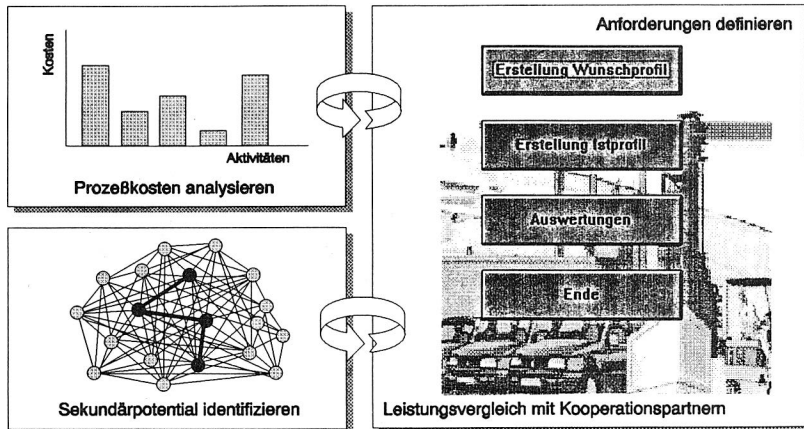 Kosten
Aktivitäten
Prozeßkosten analysieren
Sekundärpotential identifizieren
Anforderungen definieren
Erstellung Wunschprofil
Erstellung Istprofil
Auswertungen
Ende
Leistungsvergleich mit Kooperationspartnern